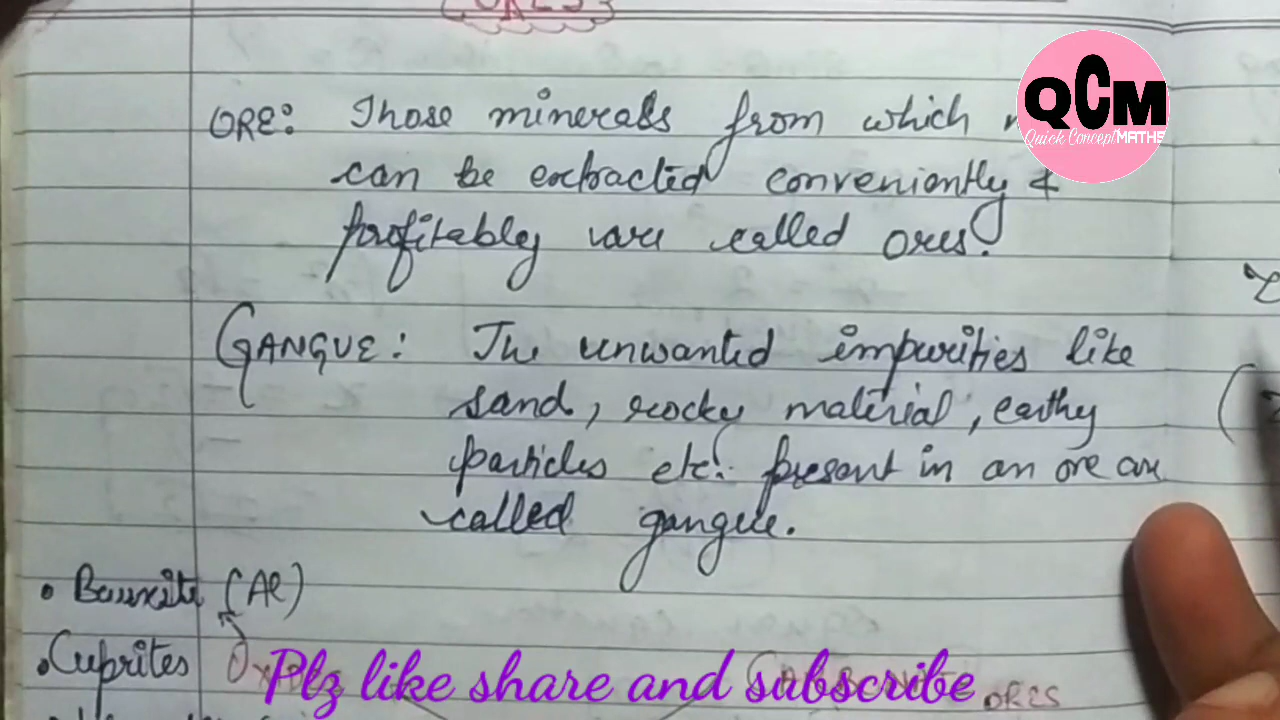 ORES
ORE: Those minerals from which
can be extracted conveniently &
profitably are called ores.
GANGUE: The unwanted impurities like
sand, rocky material, earthy
particles etc. present in an ore are
called gangue.
• Bauxite (Al)
• Cuprites
ORES
QCM
Quick Concept MATHS
Plz like share and subscribe